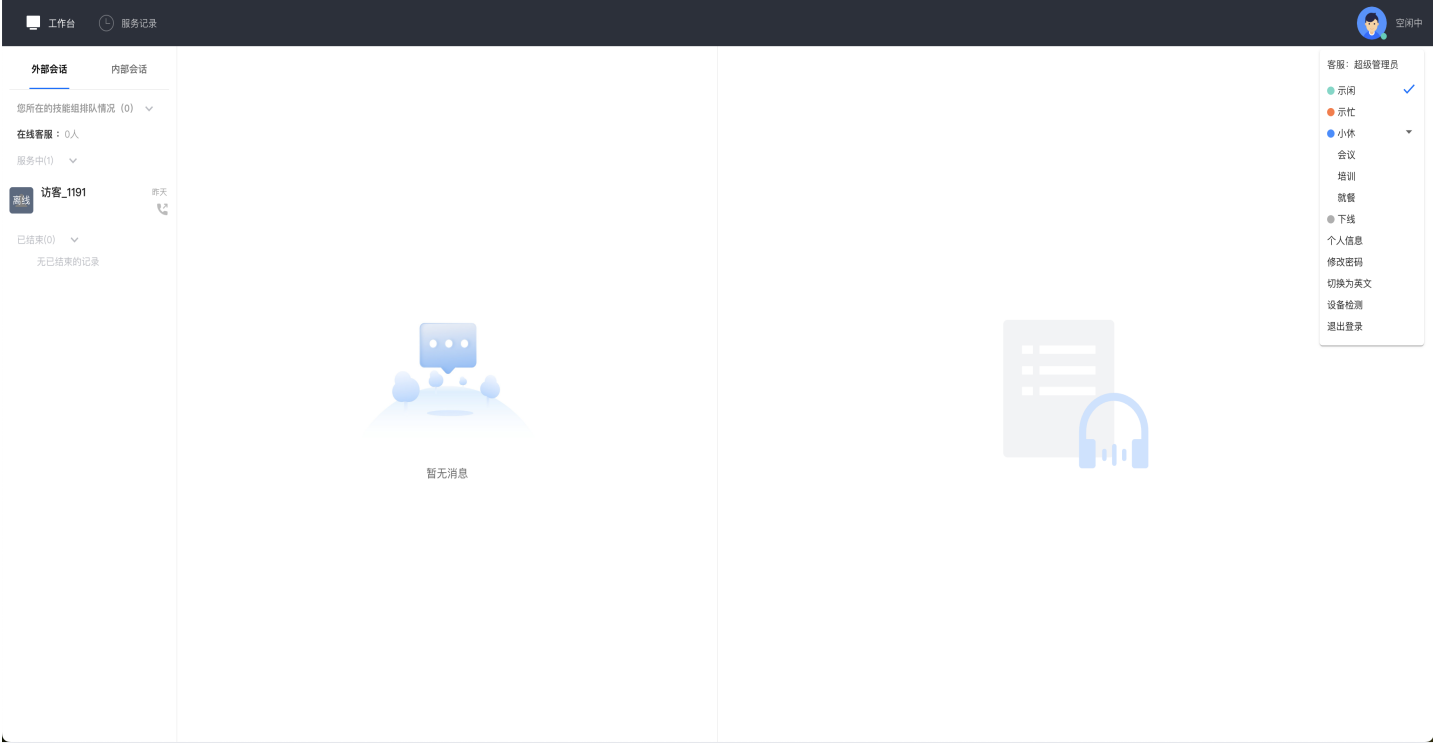 工作台
服务记录
空闲中
外部会话
内部会话
您所在的技能组排队情况（0）
在线客服： 0人
服务中(1)
离线
访客_1191
昨天
已结束(0)
无已结束的记录
暂无消息
客服：超级管理员
示闲
示忙
小休
会议
培训
就餐
下线
个人信息
修改密码
切换为英文
设备检测
退出登录